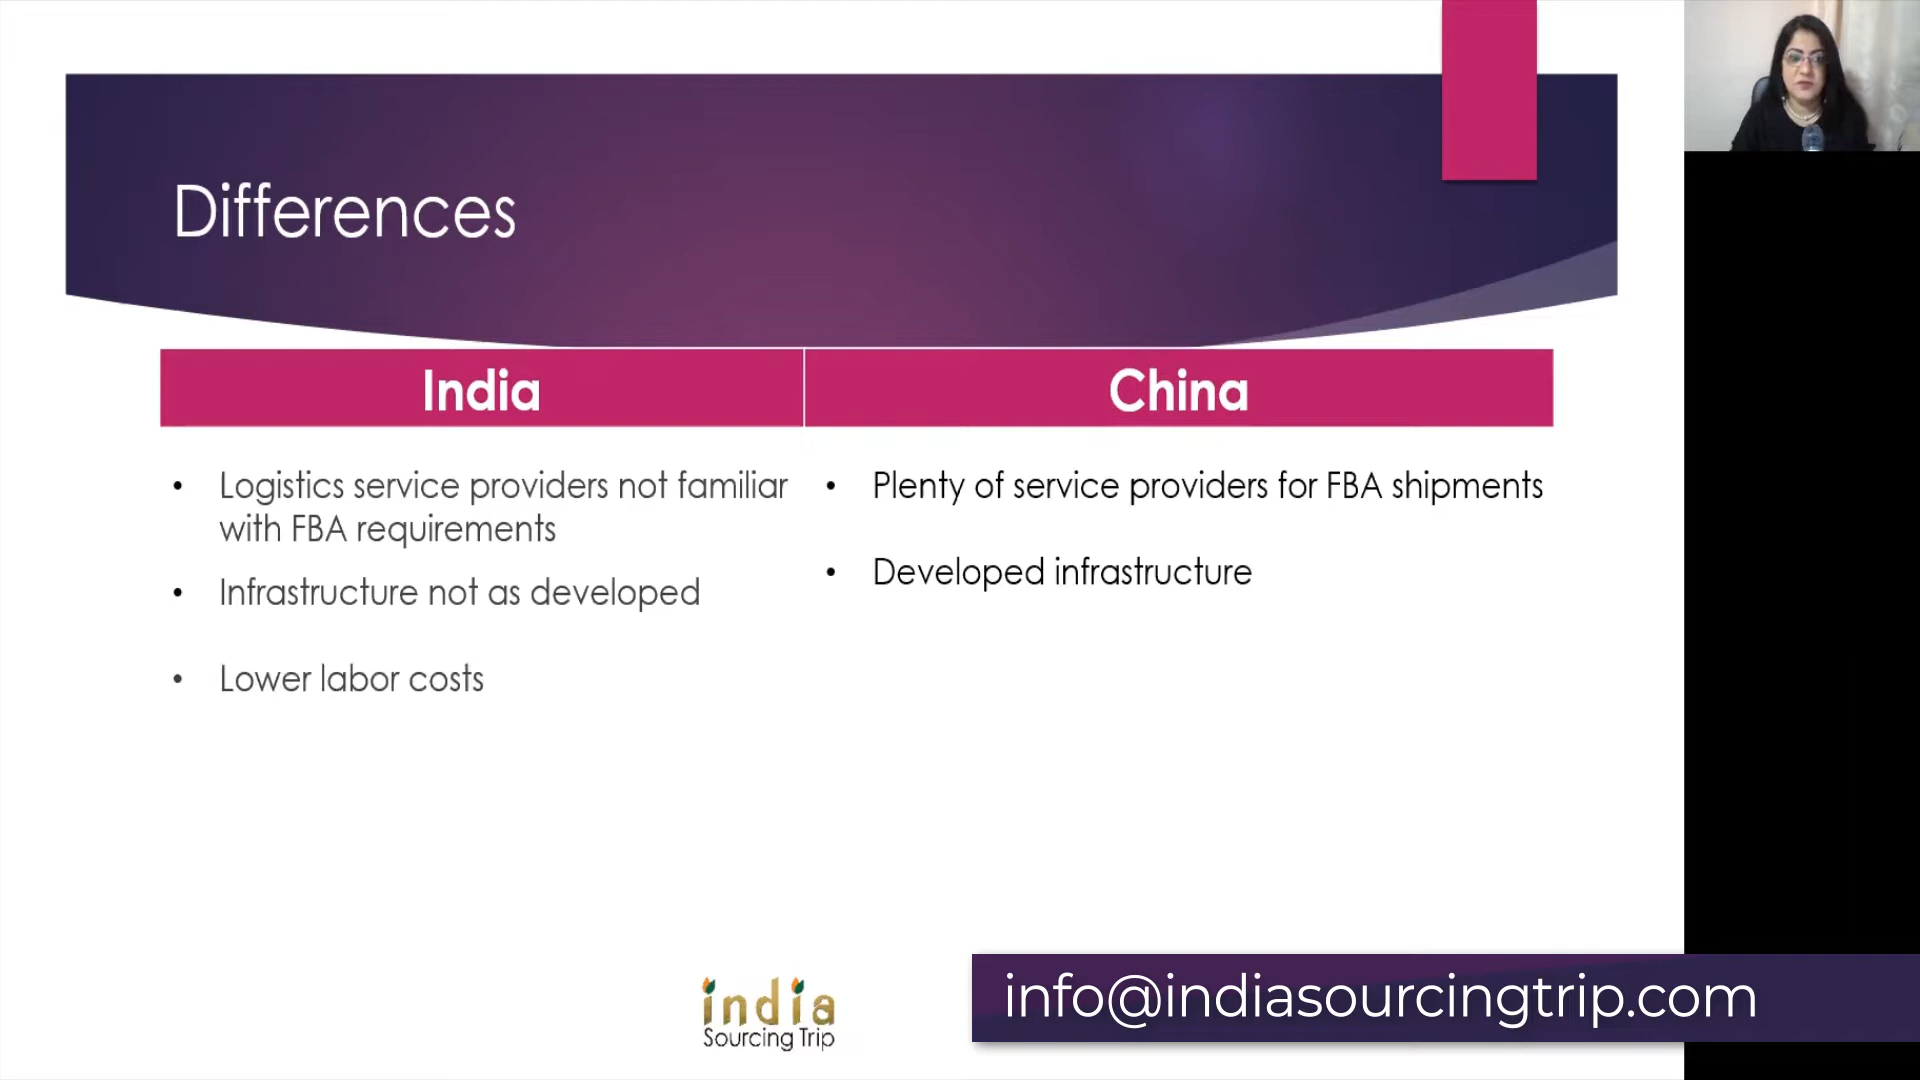 Differences
India
China
• Logistics service providers not familiar
with FBA requirements
• Infrastructure not as developed
• Lower labor costs
• Plenty of service providers for FBA shipments
• Developed infrastructure
india
Sourcing Trip
info@indiasourcingtrip.com